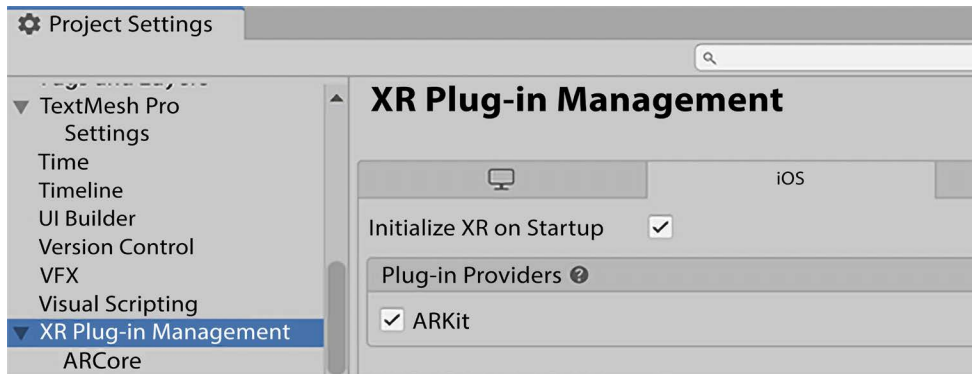 Project Settings
TextMesh Pro
Settings
Time
Timeline
UI Builder
Version Control
VFX
Visual Scripting
XR Plug-in Management
ARCore
XR Plug-in Management
iOS
Initialize XR on Startup
Plug-in Providers
ARKit